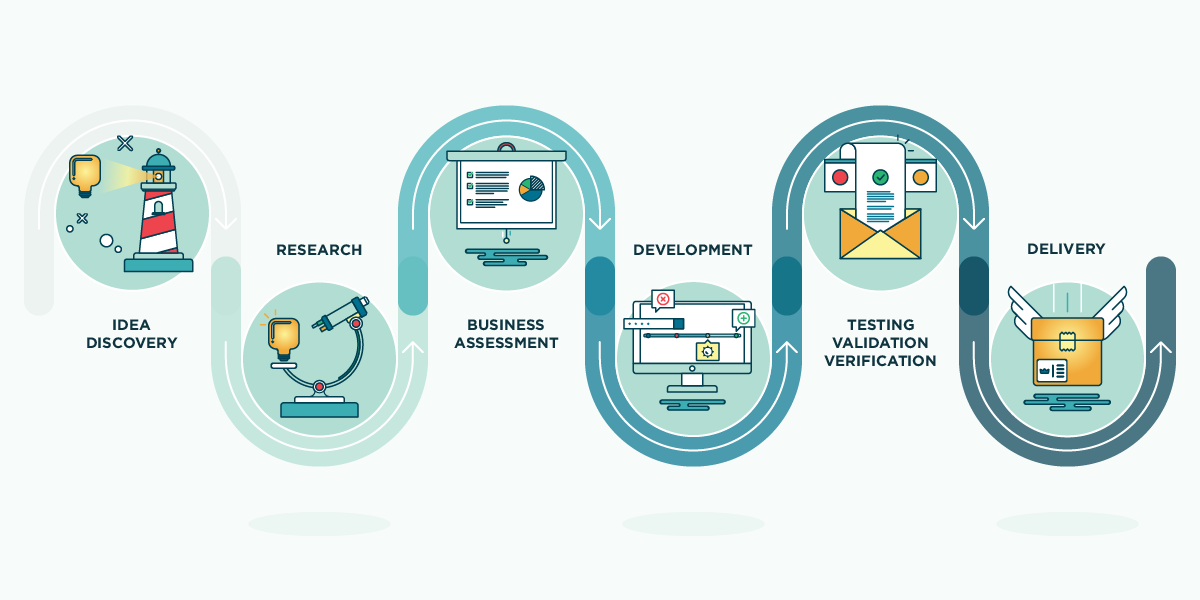 IDEA
DISCOVERY
RESEARCH
BUSINESS
ASSESSMENT
DEVELOPMENT
TESTING
VALIDATION
VERIFICATION
DELIVERY